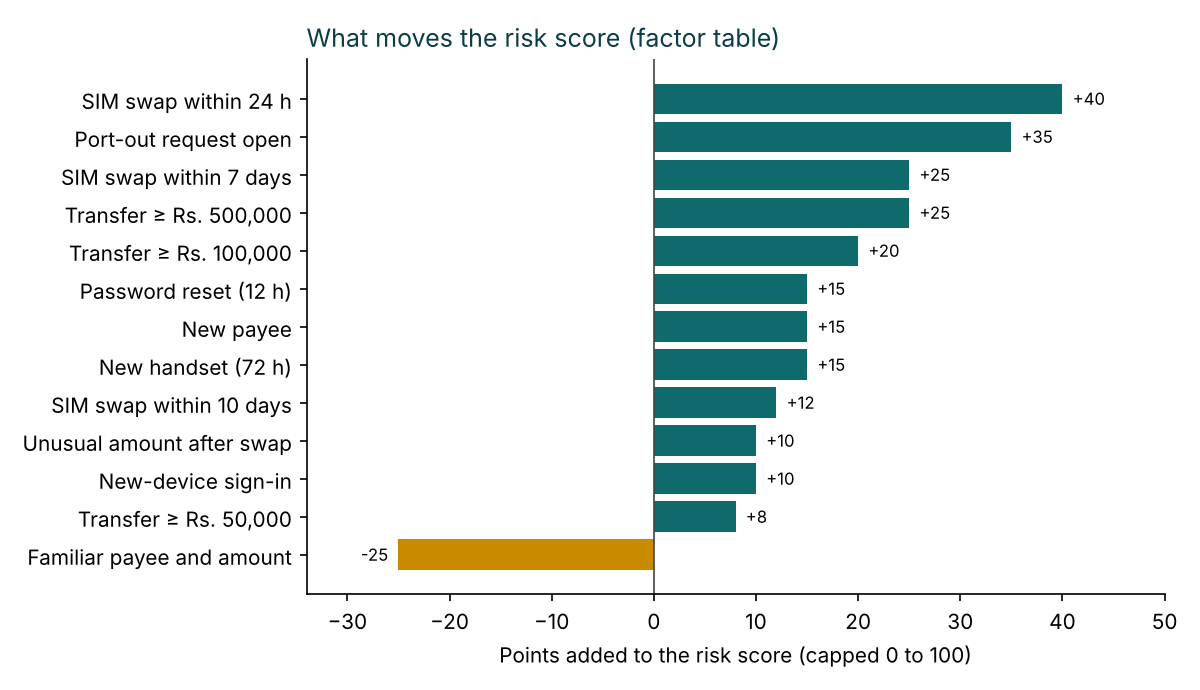 What moves the risk score (factor table)
SIM swap within 24 h +40
Port-out request open +35
SIM swap within 7 days +25
Transfer ≥ Rs. 500,000 +25
Transfer ≥ Rs. 100,000 +20
Password reset (12 h) +15
New payee +15
New handset (72 h) +15
SIM swap within 10 days +12
Unusual amount after swap +10
New-device sign-in +10
Transfer ≥ Rs. 50,000 +8
Familiar payee and amount -25
−30 −20 −10 0 10 20 30 40 50
Points added to the risk score (capped 0 to 100)